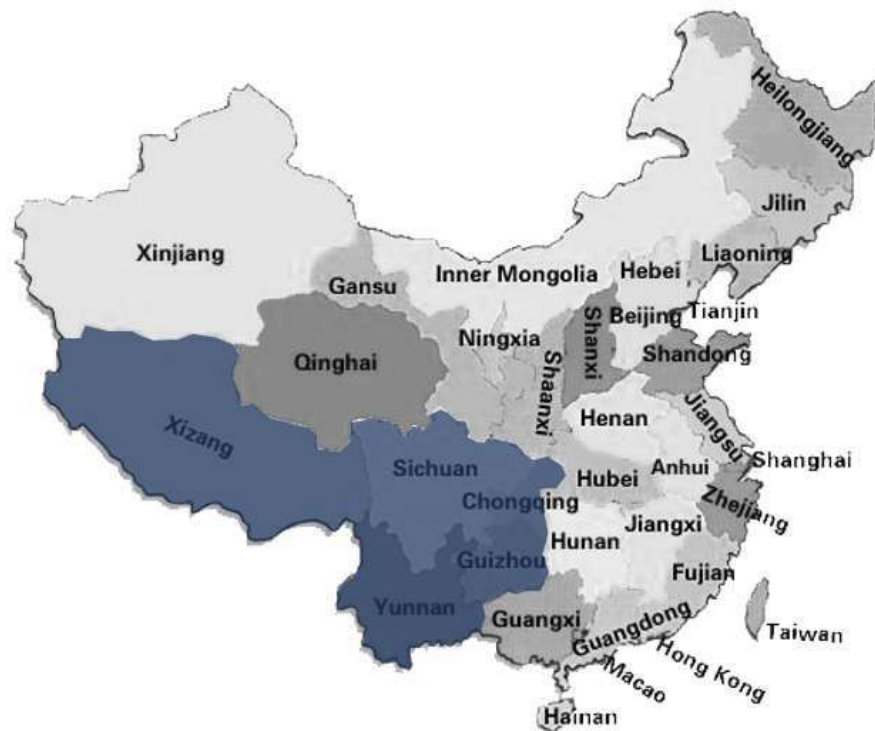 Heilongjiang
Jilin
Liaoning
Xinjiang
Inner Mongolia
Hebei
Gansu
Beijing
Tianjin
Ningxia
Shanxi
Qinghai
Shandong
Shaanxi
Jiangsu
Henan
Xizang
Sichuan
Anhui
Shanghai
Hubei
Chongqing
Zhejiang
Jiangxi
Hunan
Guizhou
Fujian
Yunnan
Guangxi
Guangdong
Taiwan
Hong Kong
Macao
Hainan